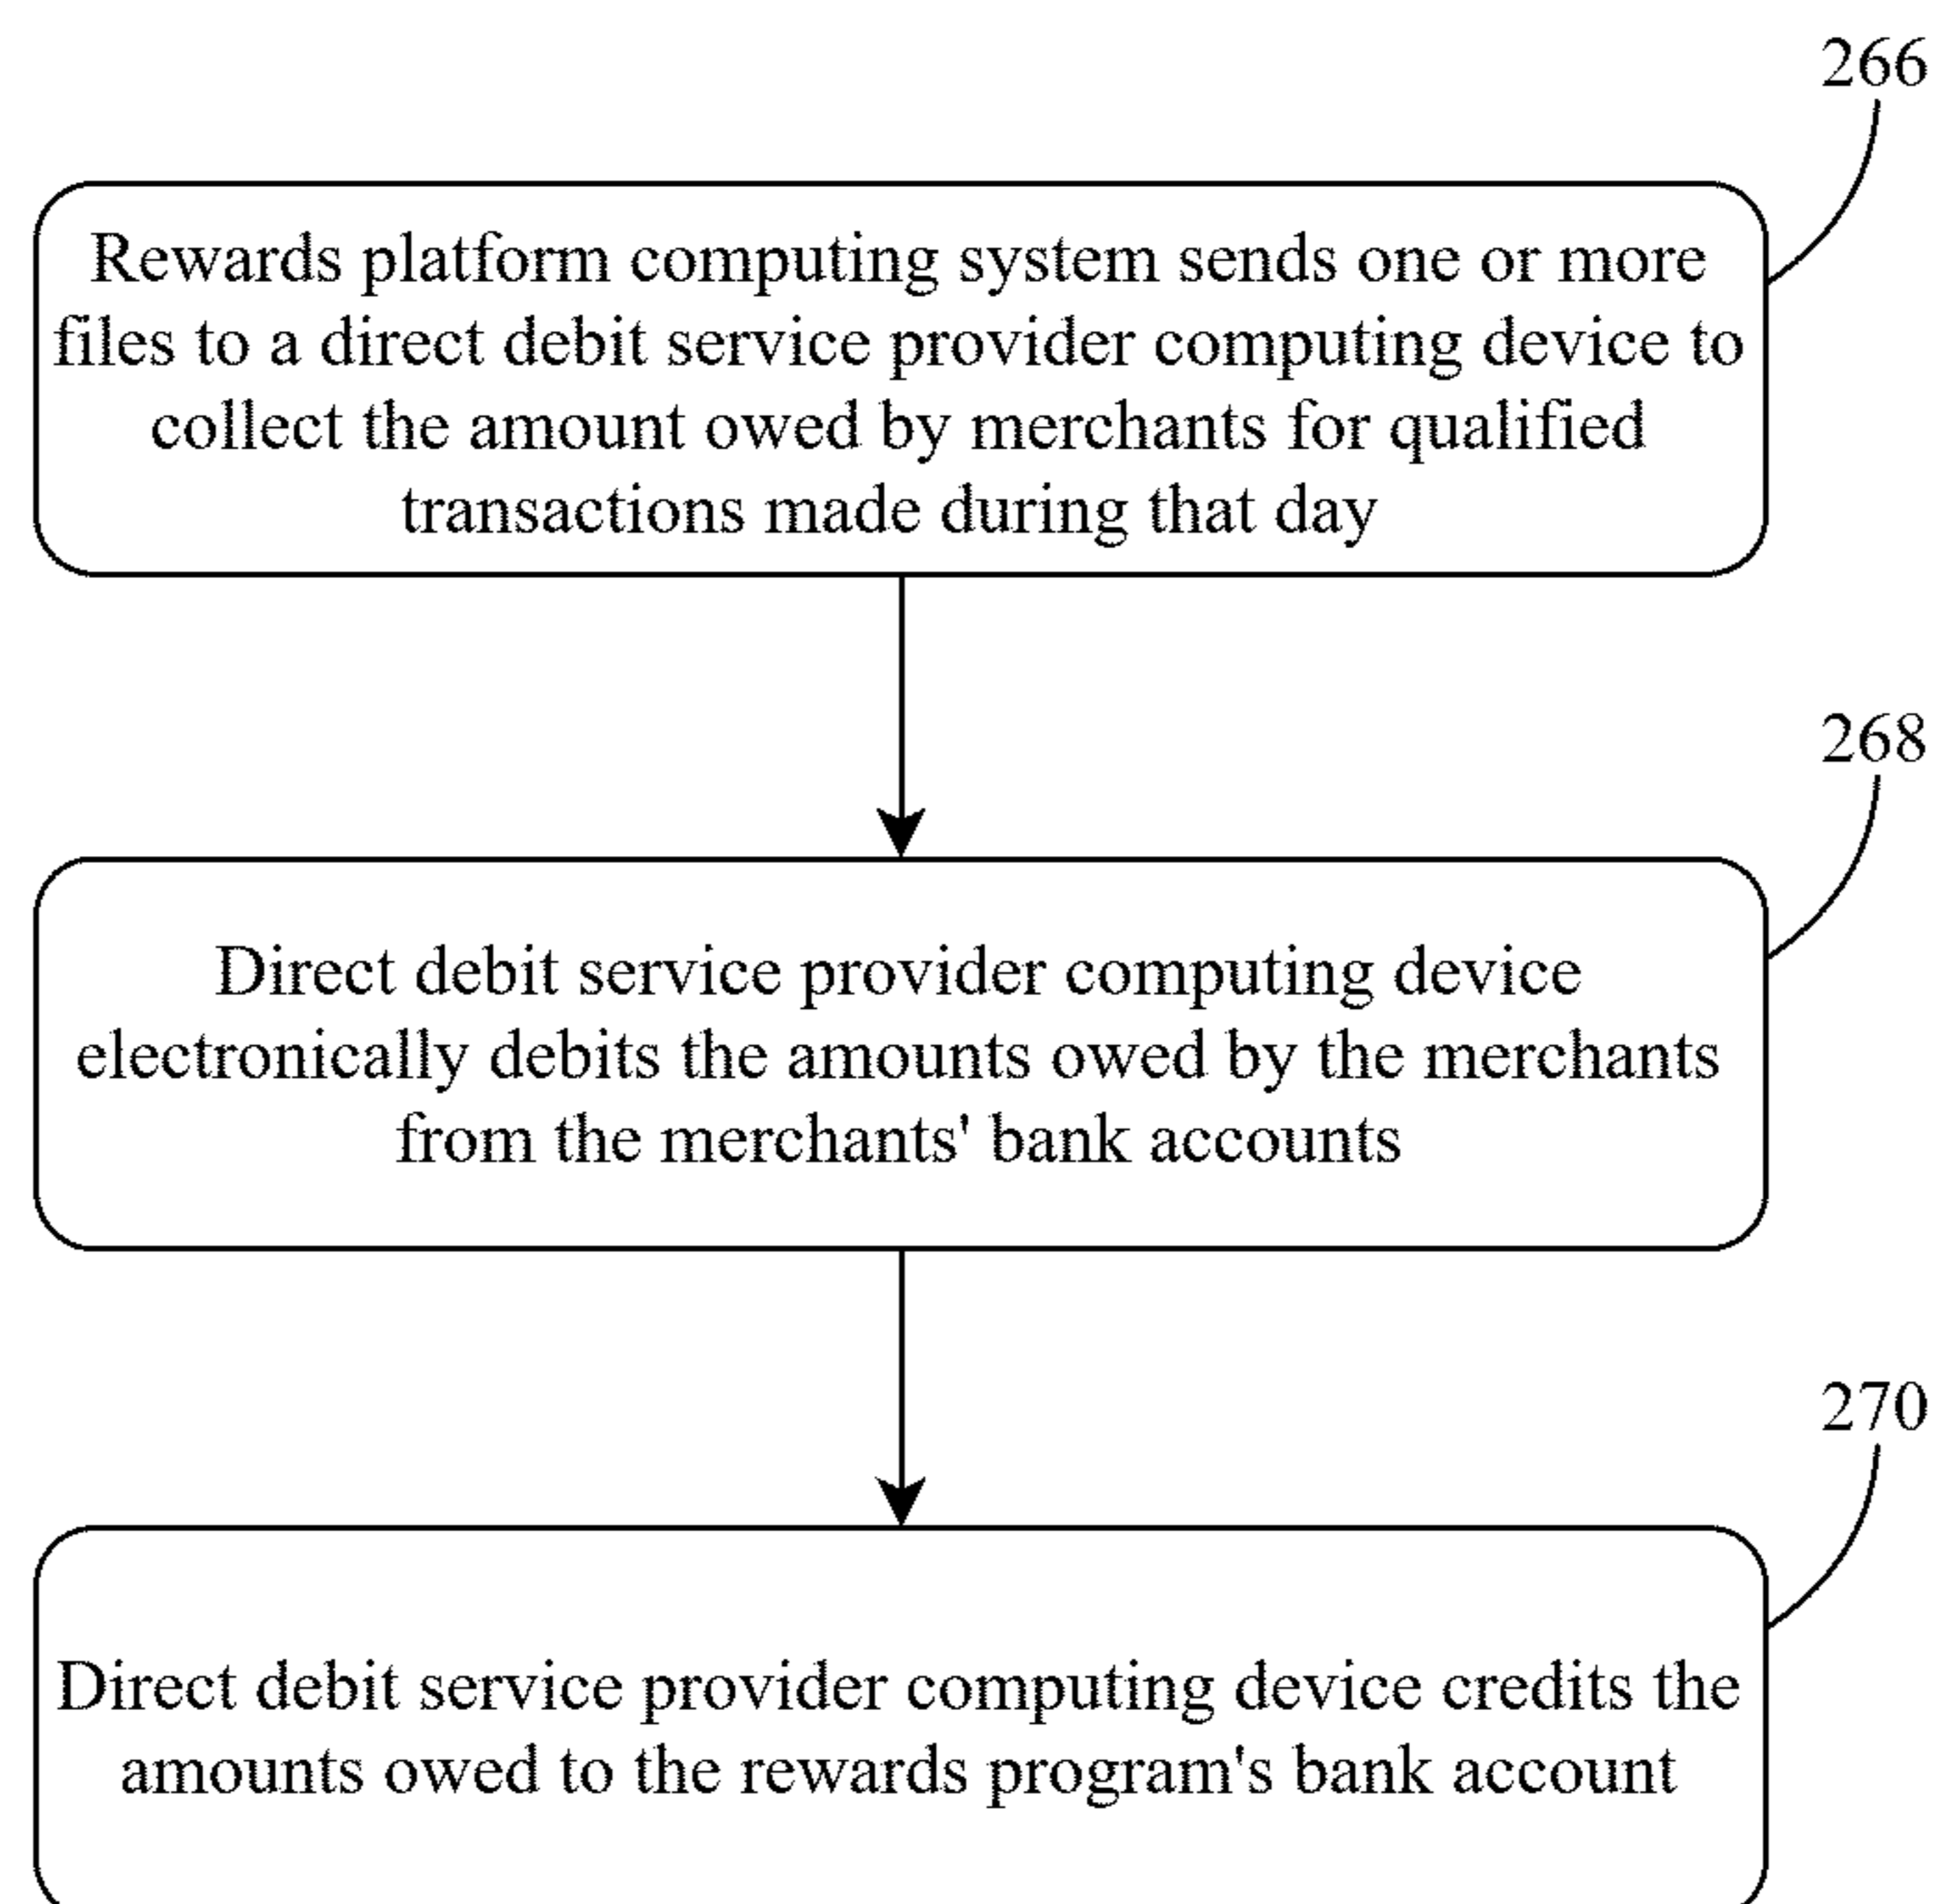 266
Rewards platform computing system sends one or more
files to a direct debit service provider computing device to
collect the amount owed by merchants for qualified
transactions made during that day
268
Direct debit service provider computing device
electronically debits the amounts owed by the merchants
from the merchants' bank accounts
270
Direct debit service provider computing device credits the
amounts owed to the rewards program's bank account